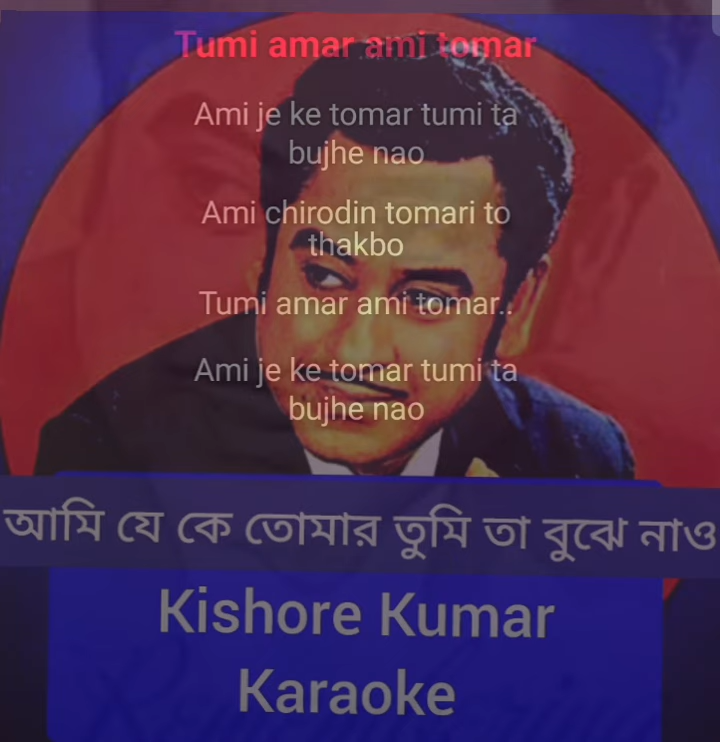 Tumi amar ami tomar
Ami je ke tomar tumi ta
bujhe nao
Ami chirodin tomari to
thakbo
Tumi amar ami tomar..
Ami je ke tomar tumi ta
bujhe nao
আমি যে কে তোমার তুমি তা বুঝে নাও
Kishore Kumar
Karaoke